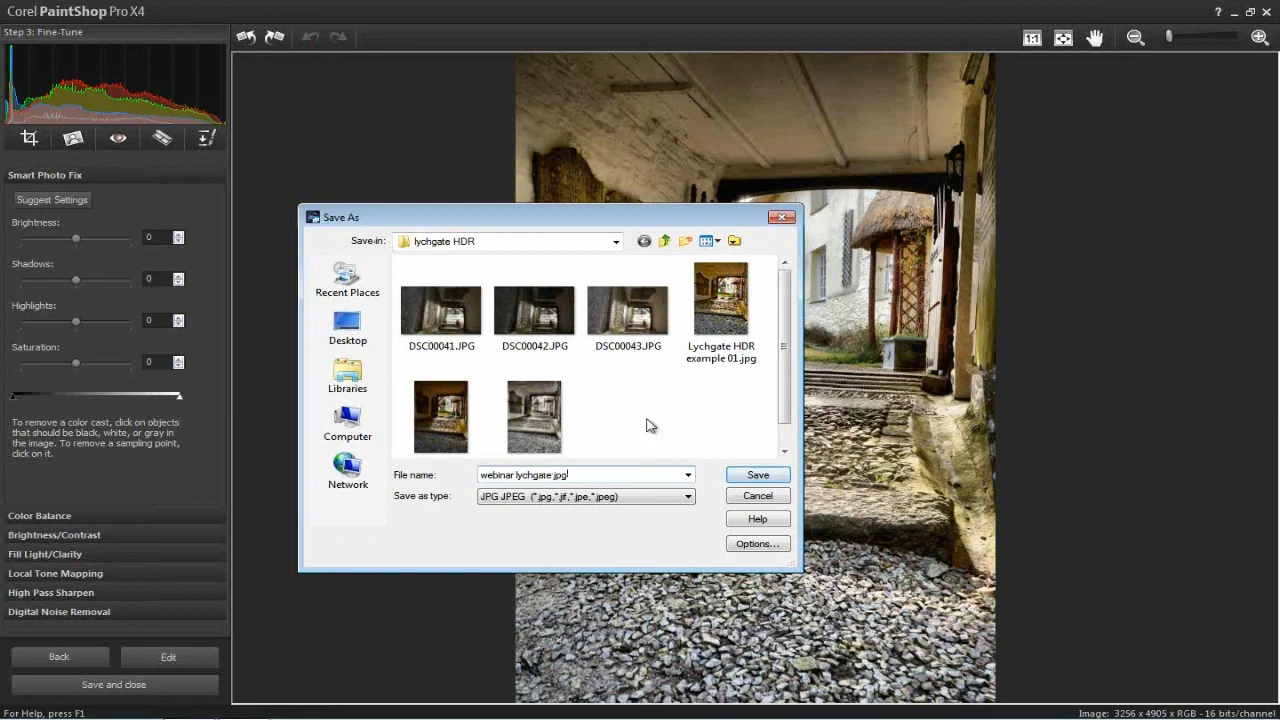 Corel PaintShop Pro X4
Step 3: Fine-Tune
1:1
Smart Photo Fix
Suggest Settings
Brightness:
0
Shadows:
0
Highlights:
0
Saturation:
0
To remove a color cast, click on objects
that should be black, white, or gray in
the image. To remove a sampling point,
click on it.
Color Balance
Brightness/Contrast
Fill Light/Clarity
Local Tone Mapping
High Pass Sharpen
Digital Noise Removal
Back
Edit
Save and close
Save As
Save in:
lychgate HDR
Recent Places
Desktop
Libraries
Computer
Network
DSC00041.JPG
DSC00042.JPG
DSC00043.JPG
Lychgate HDR
example 01.jpg
File name:
webinar lychgate.jpg
Save
Save as type:
JPG JPEG (*.jpg,*.jif,*.jpe,*.jpeg)
Cancel
Help
Options...
For Help, press F1
Image: 3256 x 4905 x RGB - 16 bits/channel